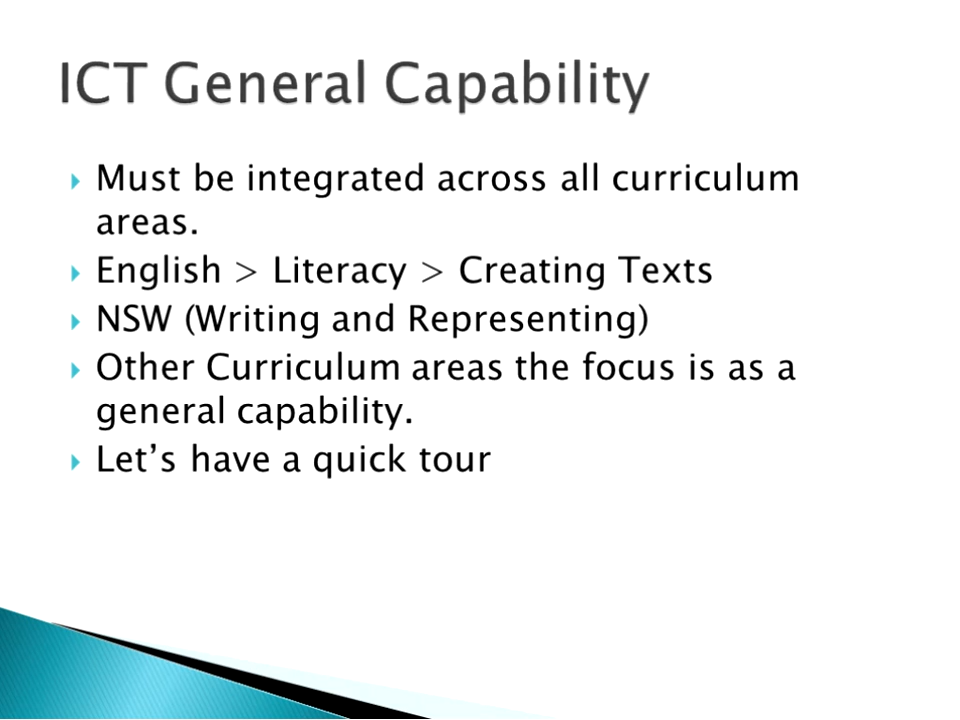 ICT General Capability
Must be integrated across all curriculum
areas.
English > Literacy > Creating Texts
NSW (Writing and Representing)
Other Curriculum areas the focus is as a
general capability.
Let’s have a quick tour